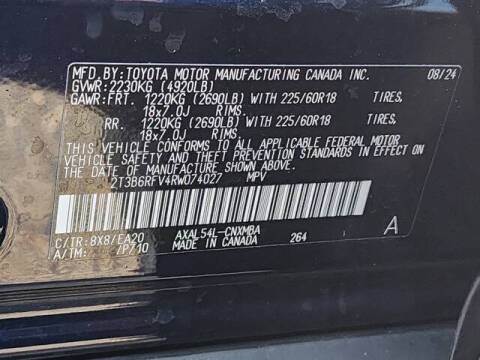 MFD.BY:TOYOTA MOTOR MANUFACTURING CANADA INC. 08/24
GVWR:2230KG (4920LB)
GAWR:FRT. 1220KG (2690LB) WITH 225/60R18 TIRES.
18x7.0J RIMS.
RR. 1220KG (2690LB) WITH 225/60R18 TIRES.
18x7.0J RIMS.
THIS VEHICLE CONFORMS TO ALL APPLICABLE FEDERAL MOTOR
VEHICLE SAFETY AND THEFT PREVENTION STANDARDS IN EFFECT ON
THE DATE OF MANUFACTURE SHOWN ABOVE.
2T3B6RFV4RW074027 MPV
C/TR:8X8/EA20 AXAL54L-CNXMBA A
A/TM: /P710 MADE IN CANADA 264